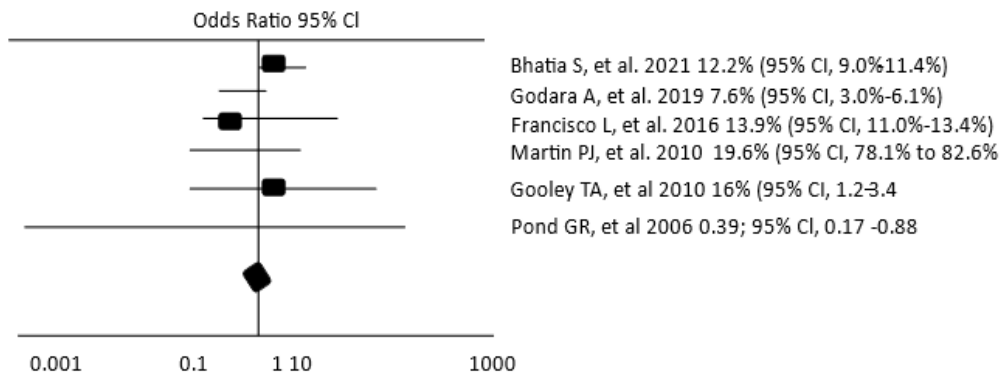 Odds Ratio 95% Cl
Bhatia S, et al. 2021 12.2% (95% CI, 9.0%-11.4%)
Godara A, et al. 2019 7.6% (95% CI, 3.0%-6.1%)
Francisco L, et al. 2016 13.9% (95% CI, 11.0%-13.4%)
Martin PJ, et al. 2010 19.6% (95% CI, 78.1% to 82.6%
Gooley TA, et al 2010 16% (95% CI, 1.2-3.4
Pond GR, et al 2006 0.39; 95% Cl, 0.17 -0.88
0.001 0.1 1 10 1000